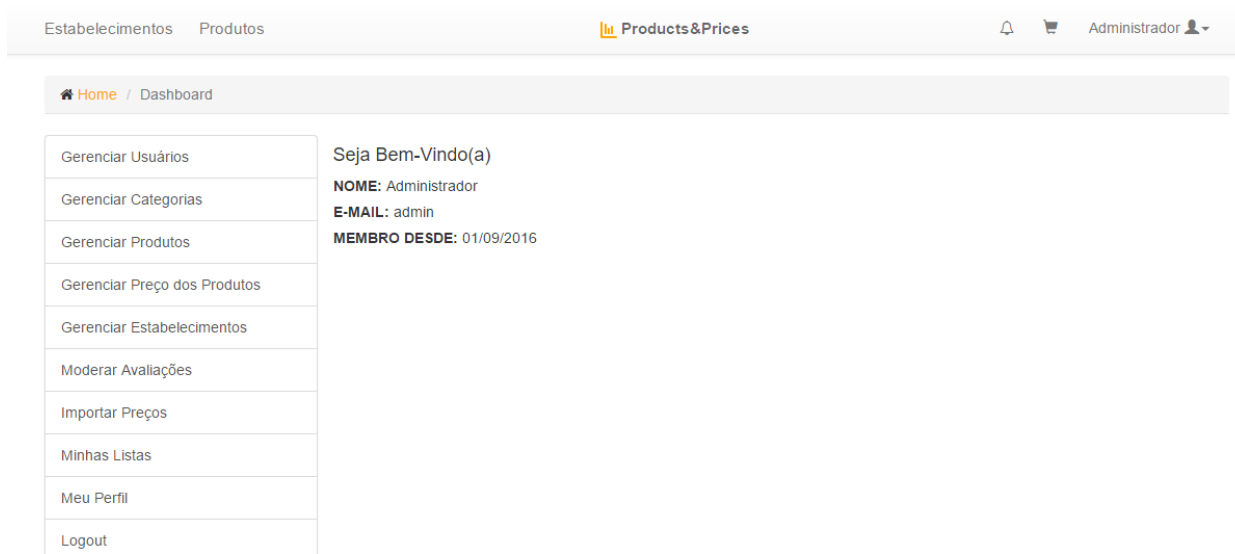 Estabelecimentos Produtos Products&Prices Administrador
Home / Dashboard
Gerenciar Usuários
Gerenciar Categorias
Gerenciar Produtos
Gerenciar Preço dos Produtos
Gerenciar Estabelecimentos
Moderar Avaliações
Importar Preços
Minhas Listas
Meu Perfil
Logout
Seja Bem-Vindo(a)
NOME: Administrador
E-MAIL: admin
MEMBRO DESDE: 01/09/2016